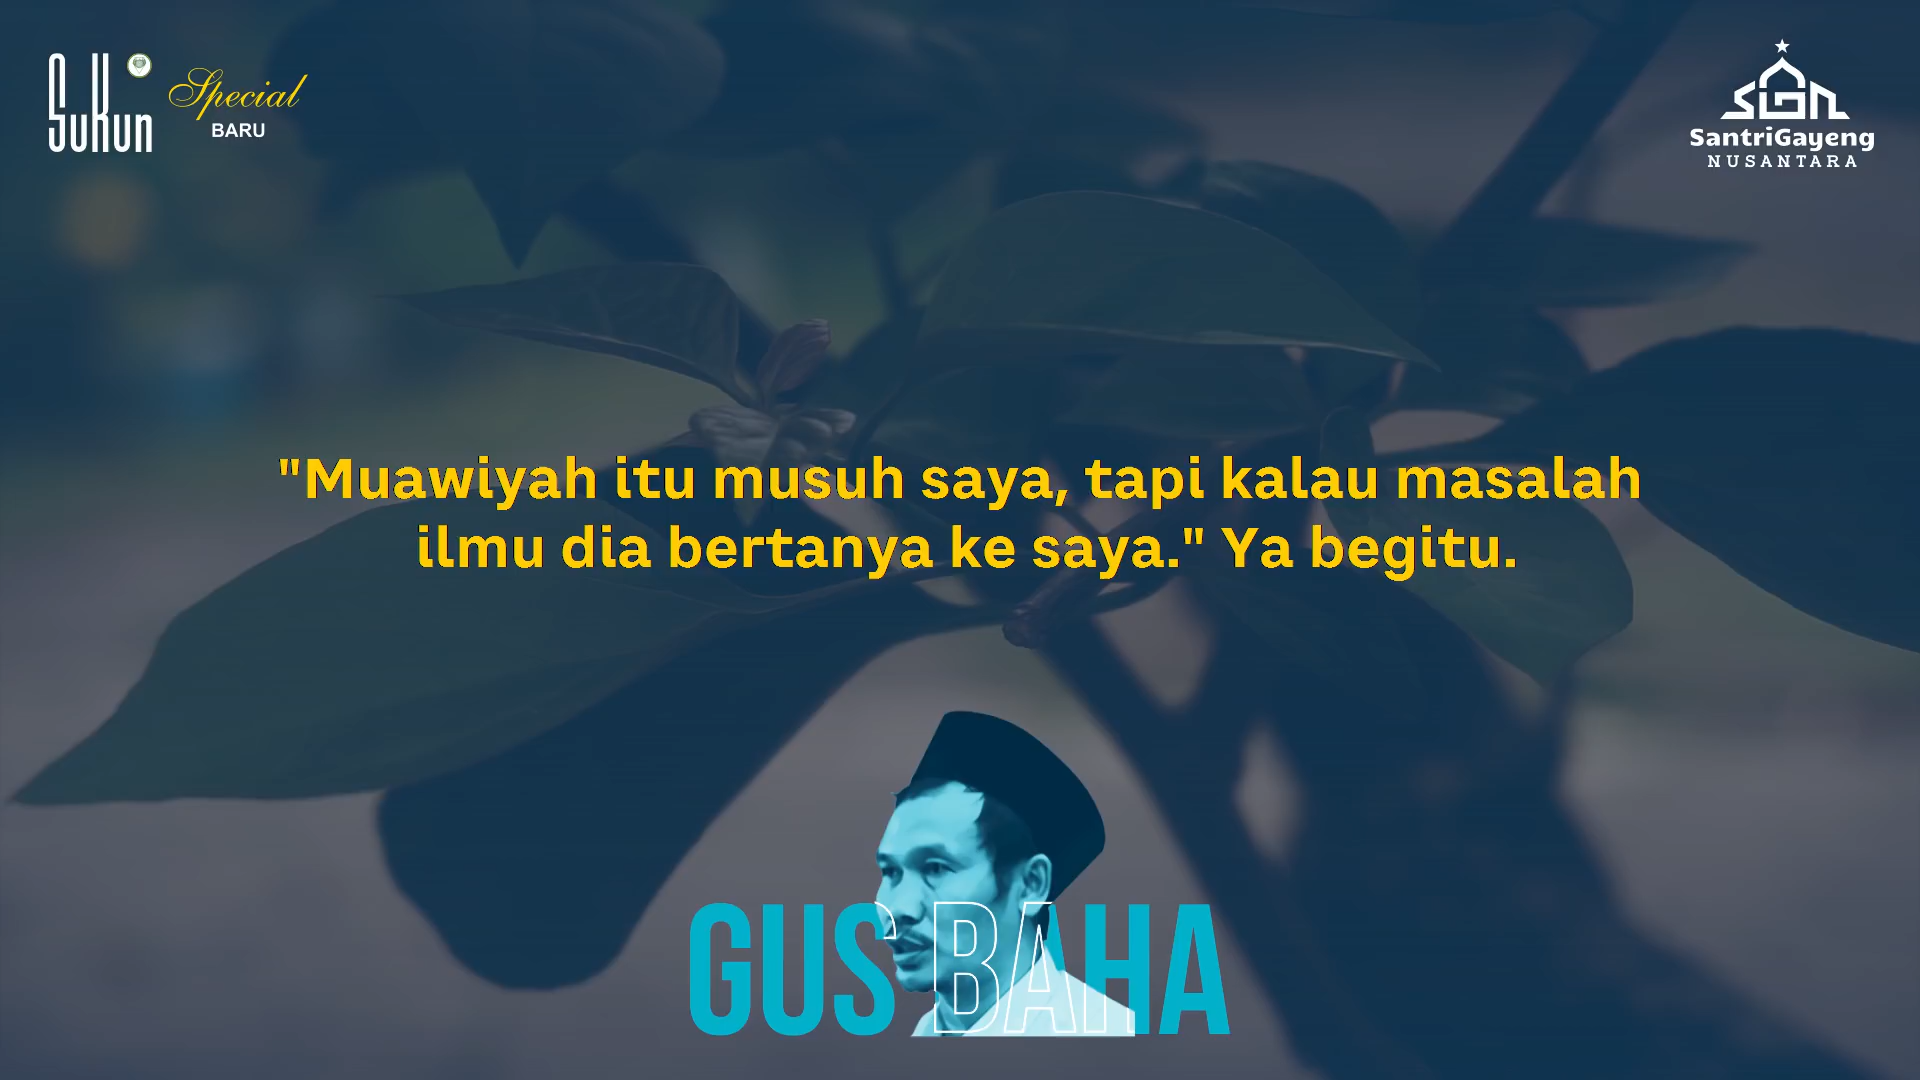 SuKun
Special
BARU
SIGN
SantriGayeng
NUSANTARA
"Muawiyah itu musuh saya, tapi kalau masalah
ilmu dia bertanya ke saya." Ya begitu.
GUS BAHA